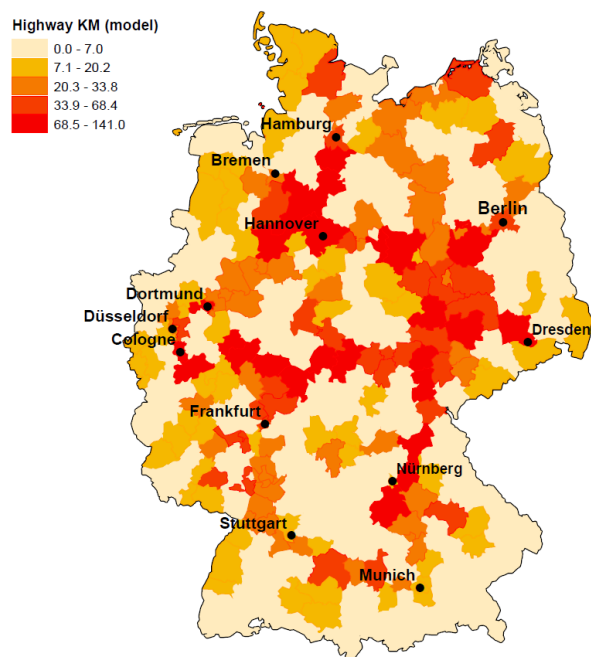 Highway KM (model)
0.0 - 7.0
7.1 - 20.2
20.3 - 33.8
33.9 - 68.4
68.5 - 141.0
Hamburg
Bremen
Berlin
Hannover
Dortmund
Düsseldorf
Dresden
Cologne
Frankfurt
Nürnberg
Stuttgart
Munich